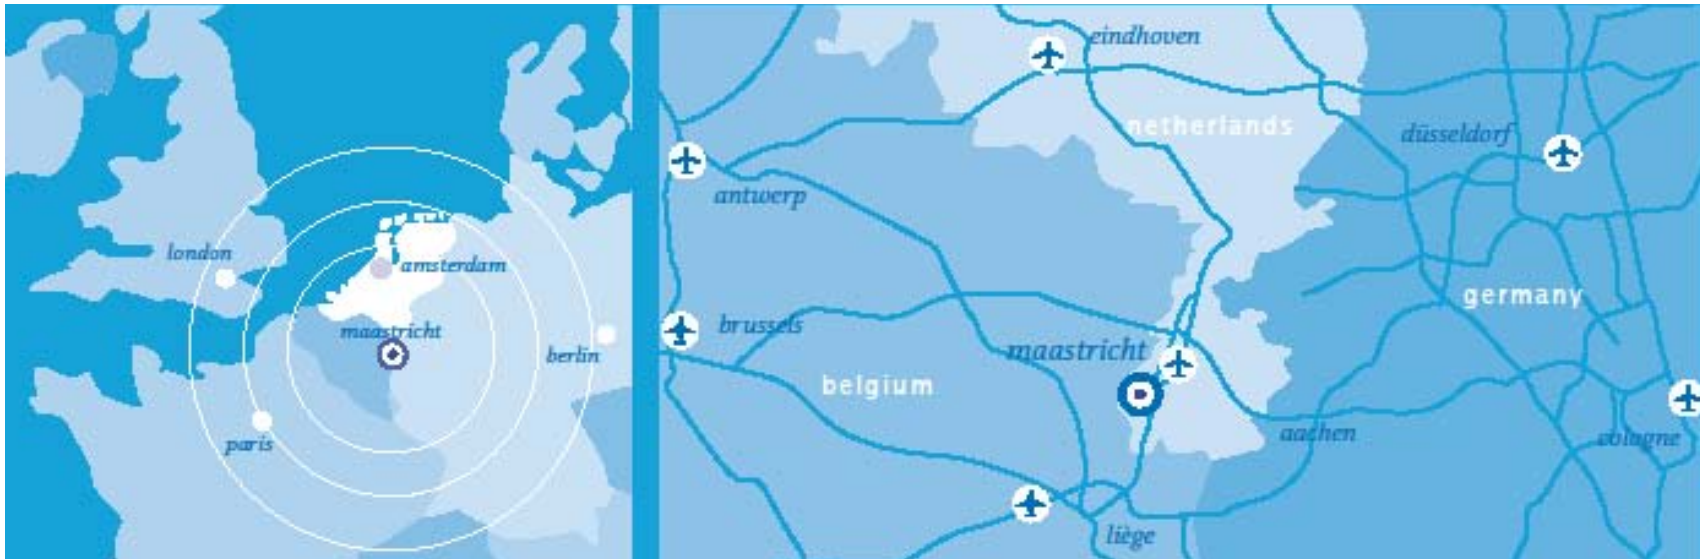 london
amsterdam
maastricht
berlin
paris
eindhoven
netherlands
düsseldorf
antwerp
germany
brussels
maastricht
belgium
aachen
cologne
liège